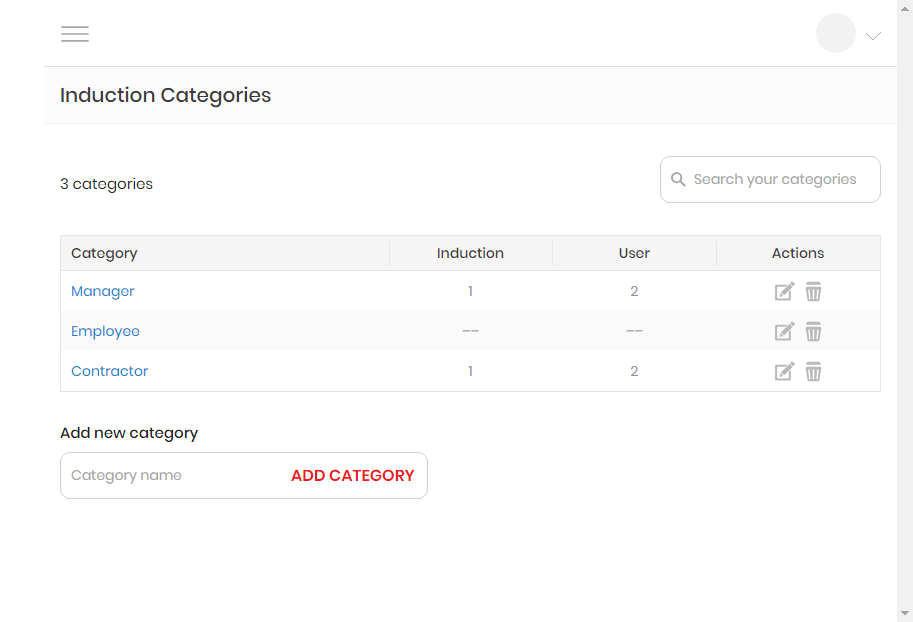 Induction Categories
3 categories
Search your categories
Category Induction User Actions
Manager 1 2
Employee -- --
Contractor 1 2
Add new category
Category name ADD CATEGORY